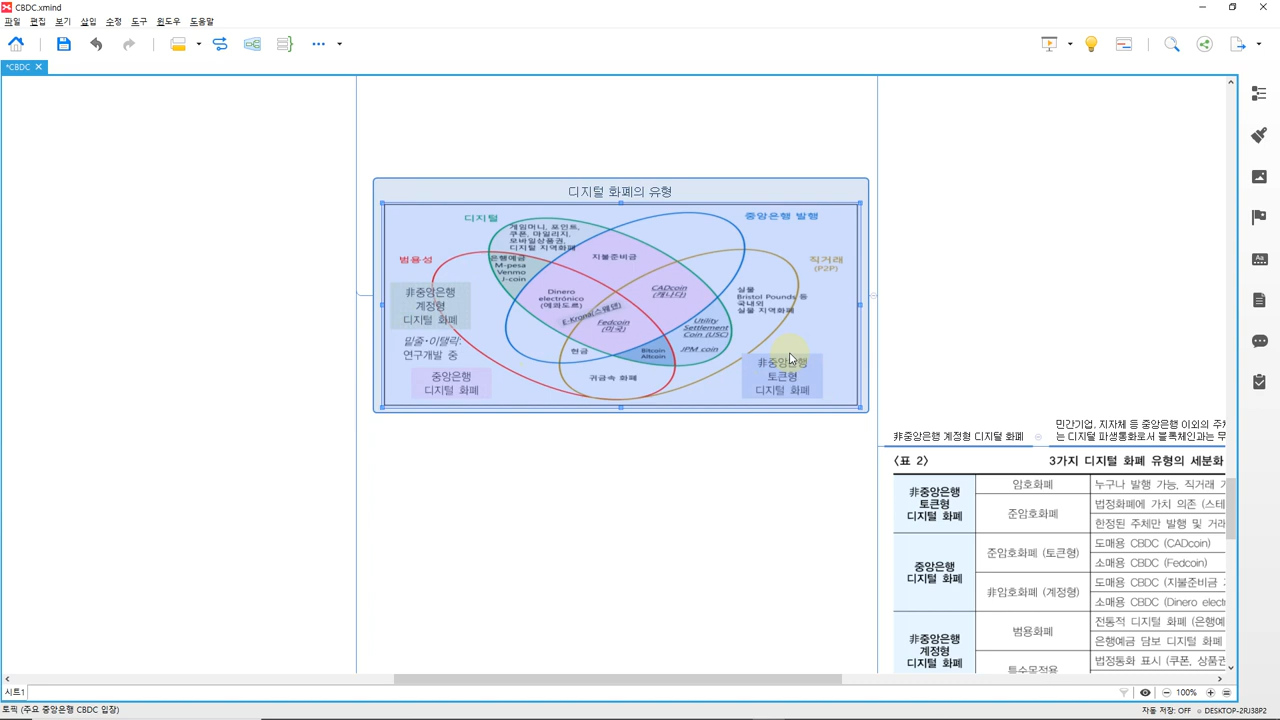 CBDC.xmind
파일 편집 보기 삽입 수정 도구 윈도우 도움말
*CBDC
디지털 화폐의 유형
디지털
게임머니, 포인트,
쿠폰, 마일리지,
모바일상품권,
디지털 지역화폐
중앙은행 발행
범용성
은행예금
M-pesa
Venmo
J-coin
지불준비금
직거래
(P2P)
非중앙은행
계정형
디지털 화폐
Dinero
electrónico
(에콰도르)
CADcoin
(캐나다)
실물
Bristol Pounds 등
국내외
실물 지역화폐
E-Krona(스웨덴)
Fedcoin
(미국)
Utility
Settlement
Coin (USC)
JPM coin
밑줄·이탤릭:
연구개발 중
현금
Bitcoin
Altcoin
非중앙은행
토큰형
디지털 화폐
중앙은행
디지털 화폐
귀금속 화폐
非중앙은행 계정형 디지털 화폐
민간기업, 지자체 등 중앙은행 이외의 주
는 디지털 파생통화로서 블록체인과는 무
〈표 2〉 3가지 디지털 화폐 유형의 세분화
非중앙은행
토큰형
디지털 화폐
암호화폐
누구나 발행 가능, 직거래
준암호화폐
법정화폐에 가치 의존 (스테
한정된 주체만 발행 및 거래
중앙은행
디지털 화폐
준암호화폐 (토큰형)
도매용 CBDC (CADcoin)
소매용 CBDC (Fedcoin)
非암호화폐 (계정형)
도매용 CBDC (지불준비금
소매용 CBDC (Dinero elect
非중앙은행
계정형
디지털 화폐
범용화폐
전통적 디지털 화폐 (은행예
은행예금 담보 디지털 화폐
특수목적용
법정통화 표시 (쿠폰, 상품권
시트1
100%
토픽 (주요 중앙은행 CBDC 입장)
자동 저장: OFF
DESKTOP-2RJ38P2